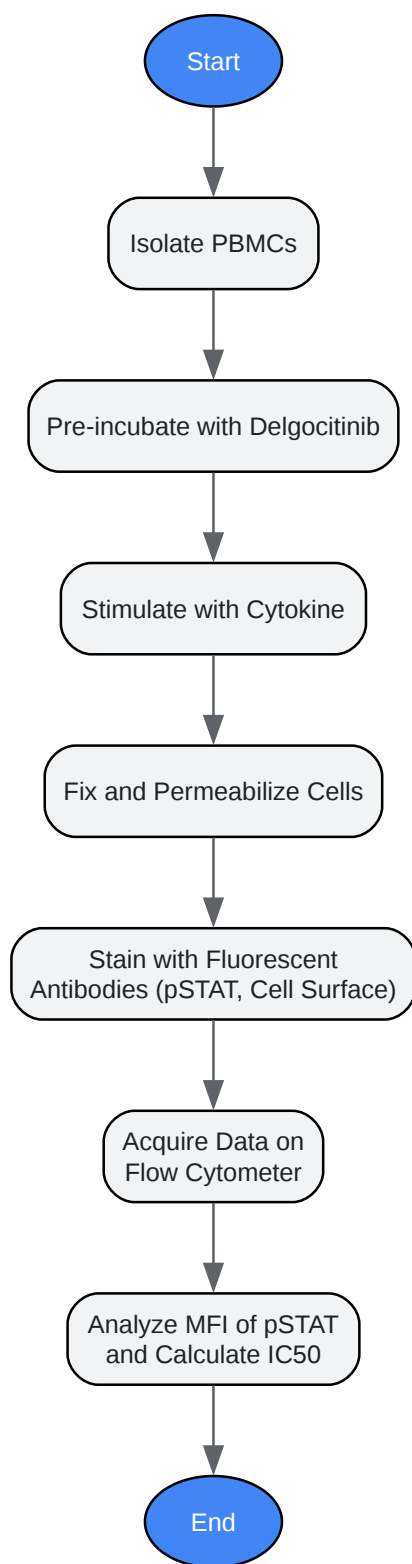 Start
Isolate PBMCs
Pre-incubate with Delgocitinib
Stimulate with Cytokine
Fix and Permeabilize Cells
Stain with Fluorescent
Antibodies (pSTAT, Cell Surface)
Acquire Data on
Flow Cytometer
Analyze MFI of pSTAT
and Calculate IC50
End